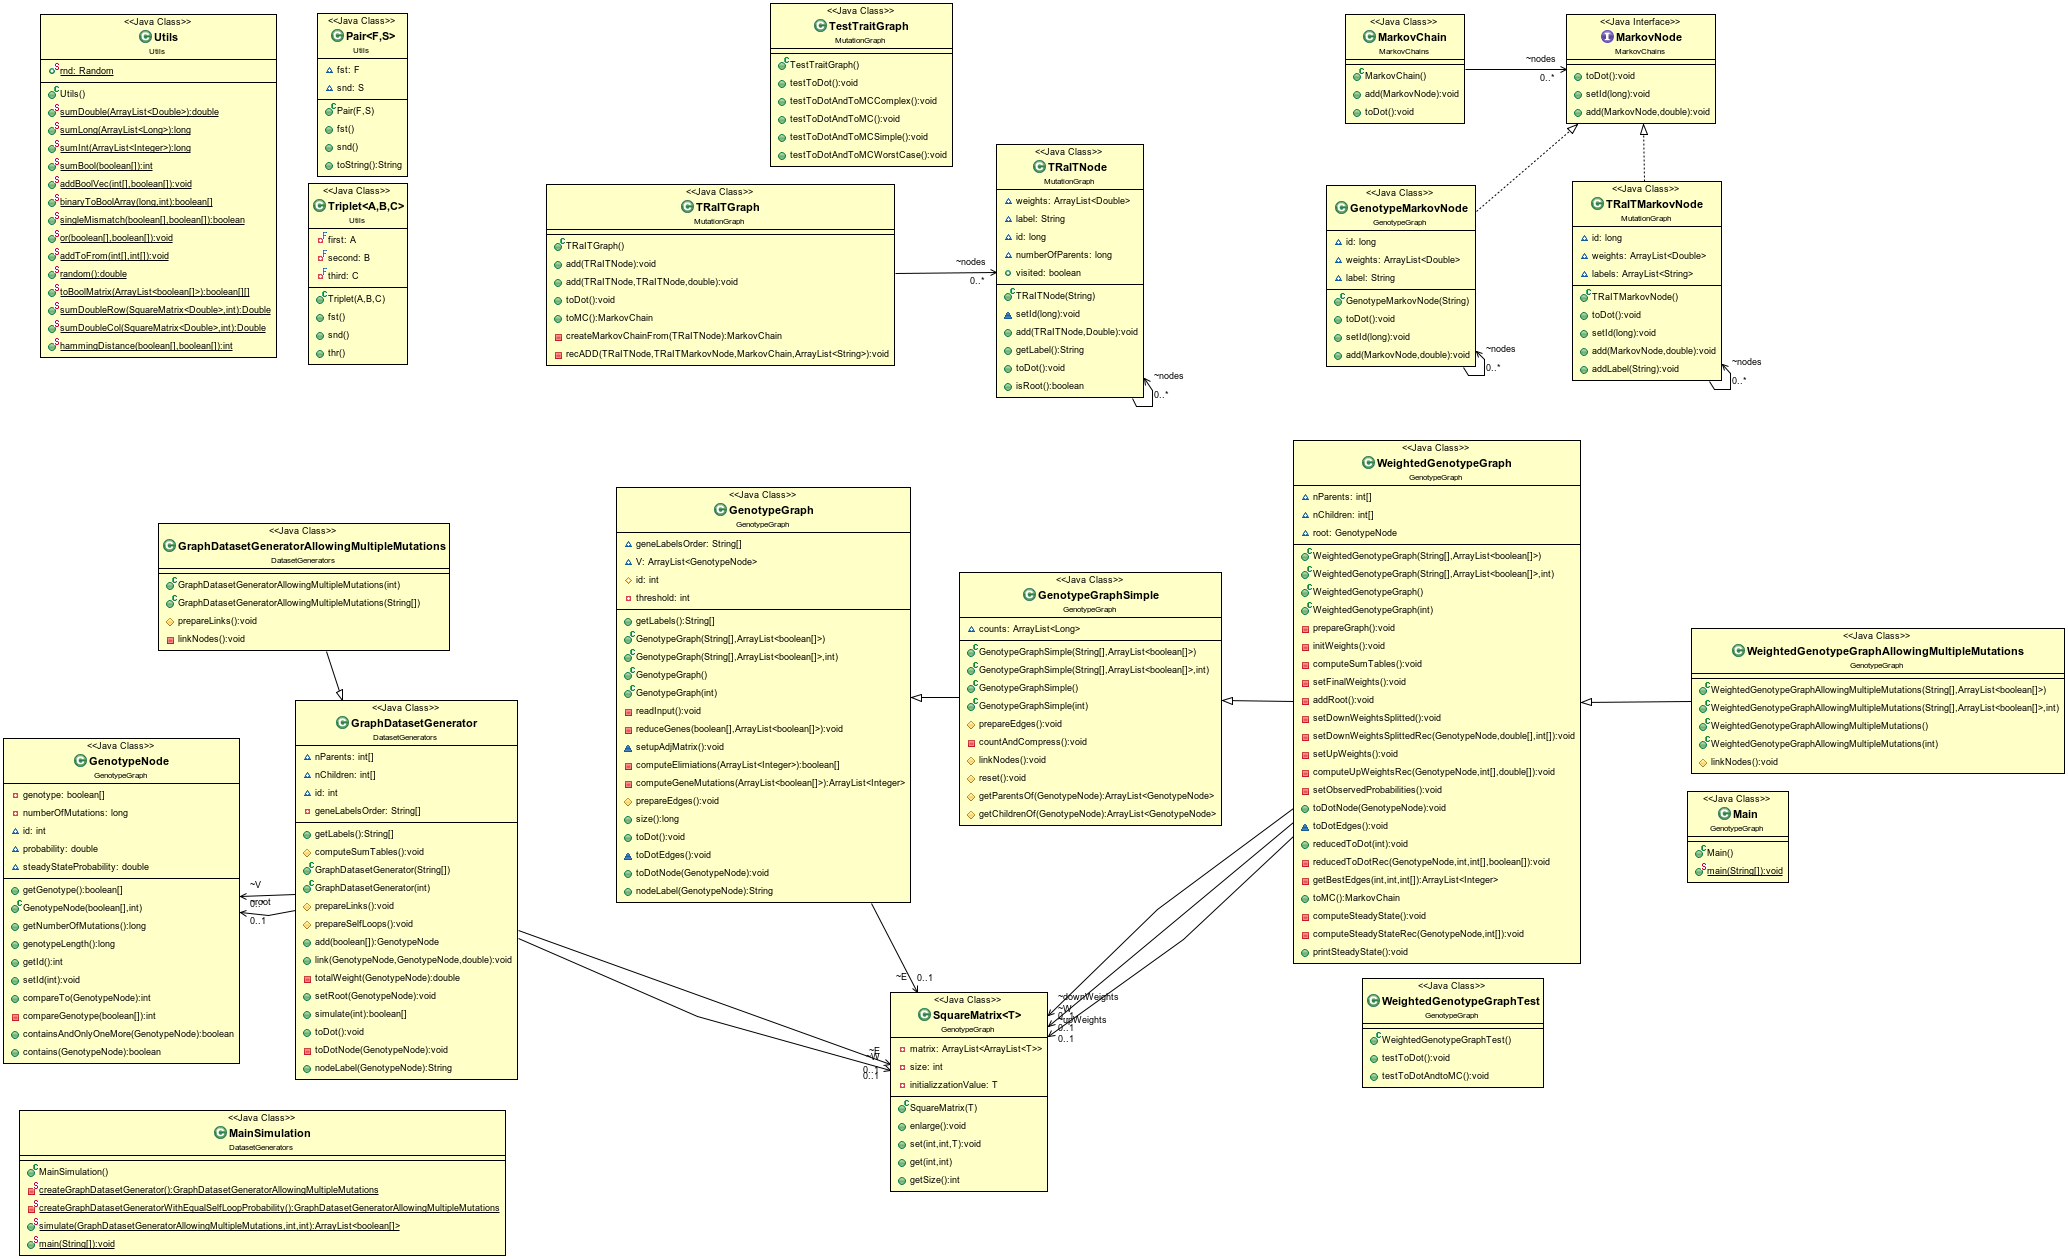 <<Java Class>>
Utils
Utils
rnd: Random
Utils()
sumDouble(ArrayList<Double>):double
sumLong(ArrayList<Long>):long
sumInt(ArrayList<Integer>):long
sumBool(boolean[]):int
addBoolVec(int[],boolean[]):void
binaryToBoolArray(long,int):boolean[]
singleMismatch(boolean[],boolean[]):boolean
or(boolean[],boolean[]):void
addToFrom(int[],int[]):void
random():double
toBoolMatrix(ArrayList<boolean[]>):boolean[][]
sumDoubleRow(SquareMatrix<Double>,int):Double
sumDoubleCol(SquareMatrix<Double>,int):Double
hammingDistance(boolean[],boolean[]):int
<<Java Class>>
Pair<F,S>
Utils
fst: F
snd: S
Pair(F,S)
fst()
snd()
toString():String
<<Java Class>>
Triplet<A,B,C>
Utils
first: A
second: B
third: C
Triplet(A,B,C)
fst()
snd()
thr()
<<Java Class>>
TestTraitGraph
MutationGraph
TestTraitGraph()
testToDot():void
testToDotAndToMCComplex():void
testToDotAndToMC():void
testToDotAndToMCSimple():void
testToDotAndToMCWorstCase():void
<<Java Class>>
TRaITGraph
MutationGraph
TRaITGraph()
add(TRaITNode):void
add(TRaITNode,TRaITNode,double):void
toDot():void
toMC():MarkovChain
createMarkovChainFrom(TRaITNode):MarkovChain
recADD(TRaITNode,TRaITMarkovNode,MarkovChain,ArrayList<String>):void
~nodes
0..*
<<Java Class>>
TRaITNode
MutationGraph
weights: ArrayList<Double>
label: String
id: long
numberOfParents: long
visited: boolean
TRaITNode(String)
setId(long):void
add(TRaITNode,Double):void
getLabel():String
toDot():void
isRoot():boolean
~nodes
0..*
<<Java Class>>
MarkovChain
MarkovChains
MarkovChain()
add(MarkovNode):void
toDot():void
~nodes
0..*
<<Java Interface>>
MarkovNode
MarkovChains
toDot():void
setId(long):void
add(MarkovNode,double):void
<<Java Class>>
GenotypeMarkovNode
GenotypeGraph
id: long
weights: ArrayList<Double>
label: String
GenotypeMarkovNode(String)
toDot():void
setId(long):void
add(MarkovNode,double):void
~nodes
0..*
<<Java Class>>
TRaITMarkovNode
MutationGraph
id: long
weights: ArrayList<Double>
labels: ArrayList<String>
TRaITMarkovNode()
toDot():void
setId(long):void
add(MarkovNode,double):void
addLabel(String):void
~nodes
0..*
<<Java Class>>
GraphDatasetGeneratorAllowingMultipleMutations
DatasetGenerators
GraphDatasetGeneratorAllowingMultipleMutations(int)
GraphDatasetGeneratorAllowingMultipleMutations(String[])
prepareLinks():void
linkNodes():void
<<Java Class>>
GenotypeNode
GenotypeGraph
genotype: boolean[]
numberOfMutations: long
id: int
probability: double
steadyStateProbability: double
getGenotype():boolean[]
GenotypeNode(boolean[],int)
getNumberOfMutations():long
genotypeLength():long
getId():int
setId(int):void
compareTo(GenotypeNode):int
compareGenotype(boolean[]):int
containsAndOnlyOneMore(GenotypeNode):boolean
contains(GenotypeNode):boolean
~V
0..*
~root
0..1
<<Java Class>>
GraphDatasetGenerator
DatasetGenerators
nParents: int[]
nChildren: int[]
id: int
geneLabelsOrder: String[]
getLabels():String[]
computeSumTables():void
GraphDatasetGenerator(String[])
GraphDatasetGenerator(int)
prepareLinks():void
prepareSelfLoops():void
add(boolean[]):GenotypeNode
link(GenotypeNode,GenotypeNode,double):void
totalWeight(GenotypeNode):double
setRoot(GenotypeNode):void
simulate(int):boolean[]
toDot():void
toDotNode(GenotypeNode):void
nodeLabel(GenotypeNode):String
<<Java Class>>
GenotypeGraph
GenotypeGraph
geneLabelsOrder: String[]
V: ArrayList<GenotypeNode>
id: int
threshold: int
getLabels():String[]
GenotypeGraph(String[],ArrayList<boolean[]>)
GenotypeGraph(String[],ArrayList<boolean[]>,int)
GenotypeGraph()
GenotypeGraph(int)
readInput():void
reduceGenes(boolean[],ArrayList<boolean[]>):void
setupAdjMatrix():void
computeElimiations(ArrayList<Integer>):boolean[]
computeGeneMutations(ArrayList<boolean[]>):ArrayList<Integer>
prepareEdges():void
size():long
toDot():void
toDotEdges():void
toDotNode(GenotypeNode):void
nodeLabel(GenotypeNode):String
<<Java Class>>
GenotypeGraphSimple
GenotypeGraph
counts: ArrayList<Long>
GenotypeGraphSimple(String[],ArrayList<boolean[]>)
GenotypeGraphSimple(String[],ArrayList<boolean[]>,int)
GenotypeGraphSimple()
GenotypeGraphSimple(int)
prepareEdges():void
countAndCompress():void
linkNodes():void
reset():void
getParentsOf(GenotypeNode):ArrayList<GenotypeNode>
getChildrenOf(GenotypeNode):ArrayList<GenotypeNode>
<<Java Class>>
WeightedGenotypeGraph
GenotypeGraph
nParents: int[]
nChildren: int[]
root: GenotypeNode
WeightedGenotypeGraph(String[],ArrayList<boolean[]>)
WeightedGenotypeGraph(String[],ArrayList<boolean[]>,int)
WeightedGenotypeGraph()
WeightedGenotypeGraph(int)
prepareGraph():void
initWeights():void
computeSumTables():void
setFinalWeights():void
addRoot():void
setDownWeightsSplitted():void
setDownWeightsSplittedRec(GenotypeNode,double[],int[]):void
setUpWeights():void
computeUpWeightsRec(GenotypeNode,int[],double[]):void
setObservedProbabilities():void
toDotNode(GenotypeNode):void
toDotEdges():void
reducedToDot(int):void
reducedToDotRec(GenotypeNode,int,int[],boolean[]):void
getBestEdges(int,int,int[]):ArrayList<Integer>
toMC():MarkovChain
computeSteadyState():void
computeSteadyStateRec(GenotypeNode,int[]):void
printSteadyState():void
<<Java Class>>
WeightedGenotypeGraphAllowingMultipleMutations
GenotypeGraph
WeightedGenotypeGraphAllowingMultipleMutations(String[],ArrayList<boolean[]>)
WeightedGenotypeGraphAllowingMultipleMutations(String[],ArrayList<boolean[]>,int)
WeightedGenotypeGraphAllowingMultipleMutations()
WeightedGenotypeGraphAllowingMultipleMutations(int)
linkNodes():void
<<Java Class>>
Main
GenotypeGraph
Main()
main(String[]):void
<<Java Class>>
WeightedGenotypeGraphTest
GenotypeGraph
WeightedGenotypeGraphTest()
testToDot():void
testToDotAndtoMC():void
~E
0..1
~downWeights
0..1
~W
0..1
~upWeights
0..1
~E
0..1
~W
0..1
<<Java Class>>
SquareMatrix<T>
GenotypeGraph
matrix: ArrayList<ArrayList<T>>
size: int
initializzationValue: T
SquareMatrix(T)
enlarge():void
set(int,int,T):void
get(int,int)
getSize():int
<<Java Class>>
MainSimulation
DatasetGenerators
MainSimulation()
createGraphDatasetGenerator():GraphDatasetGeneratorAllowingMultipleMutations
createGraphDatasetGeneratorWithEqualSelfLoopProbability():GraphDatasetGeneratorAllowingMultipleMutations
simulate(GraphDatasetGeneratorAllowingMultipleMutations,int,int):ArrayList<boolean[]>
main(String[]):void